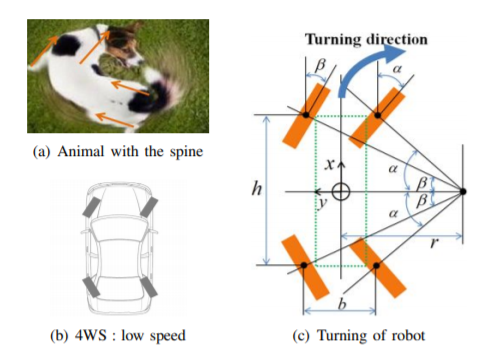 (a) Animal with the spine
(b) 4WS : low speed
Turning direction
β
α
x
α
β
h
y
β
α
r
b
(c) Turning of robot